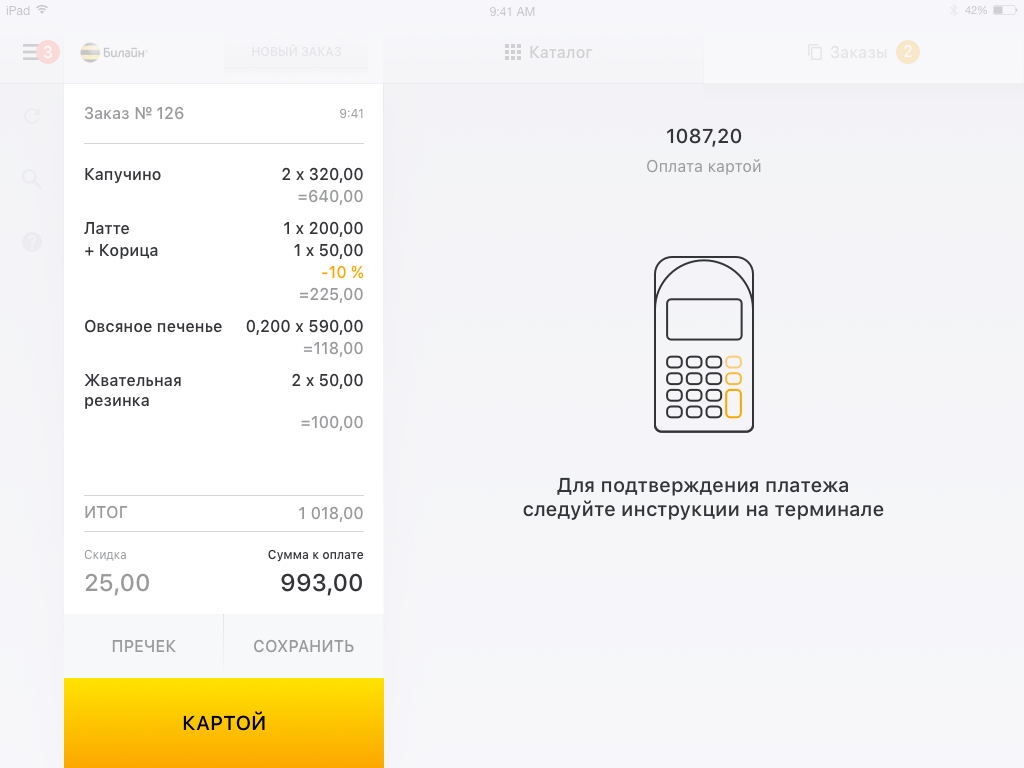 iPad
9:41 AM
42%
3
Билайн
НОВЫЙ ЗАКАЗ
Каталог
Заказы 2
Заказ № 126
9:41
Капучино 2 x 320,00
=640,00
Латте 1 x 200,00
+ Корица 1 x 50,00
-10 %
=225,00
Овсяное печенье 0,200 x 590,00
=118,00
Жвательная 2 x 50,00
резинка
=100,00
ИТОГ 1 018,00
Скидка Сумма к оплате
25,00 993,00
ПРЕЧЕК СОХРАНИТЬ
КАРТОЙ
1087,20
Оплата картой
Для подтверждения платежа
следуйте инструкции на терминале